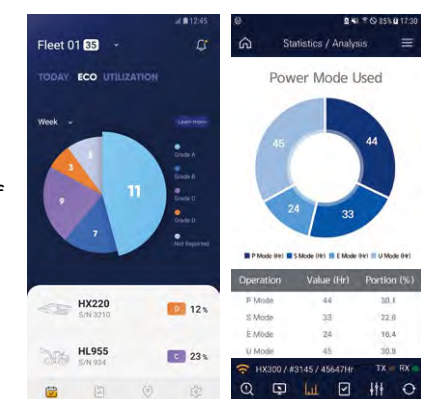 12:45
Fleet 01 35
TODAY ECO UTILIZATION
Week
Learn more
11
7
9
3
5
Grade A
Grade B
Grade C
Grade D
Not Reported
HX220
S/N 3210
D 12%
HL955
S/N 934
C 23%
f
85% 17:30
Statistics / Analysis
Power Mode Used
44
33
24
45
P Mode (Hr) S Mode (Hr) E Mode (Hr) U Mode (Hr)
Operation Value (Hr) Portion (%)
P Mode 44 30.1
S Mode 33 22.6
E Mode 24 16.4
U Mode 45 30.8
HX300 / #3145 / 45647Hr TX RX